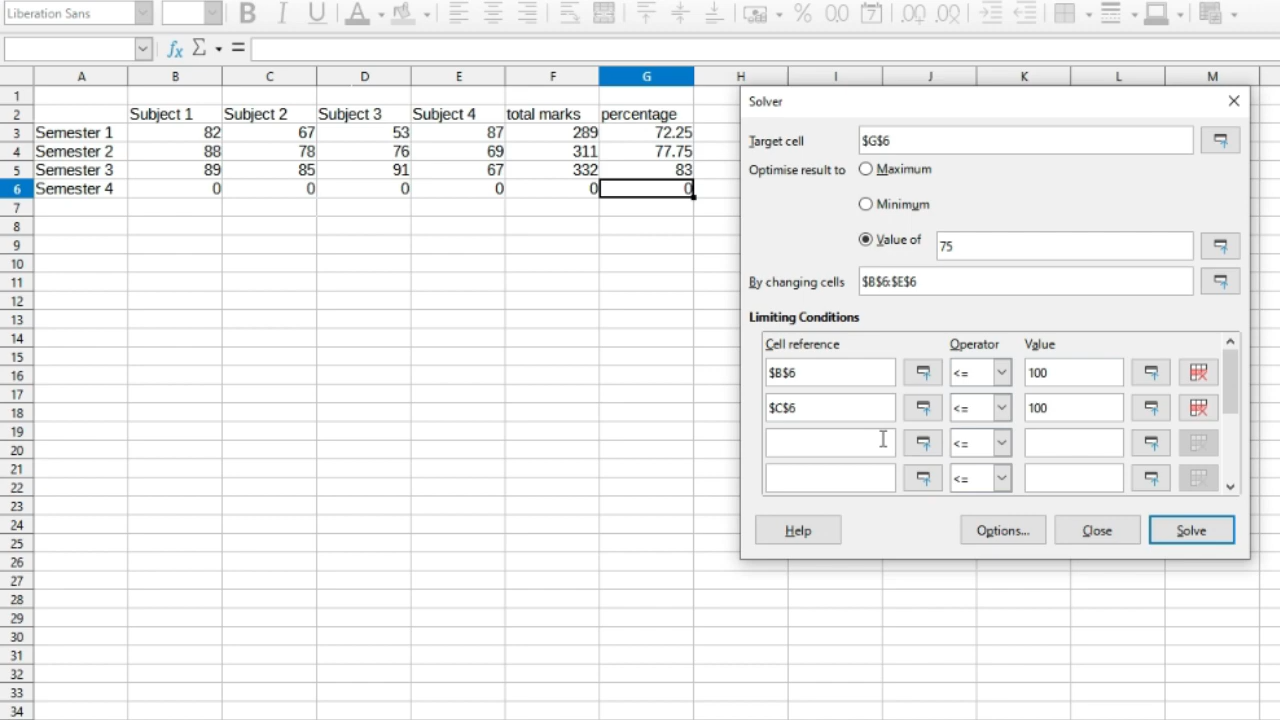 Liberation Sans
B I U A % 0.0 .00 .00
fx Σ =
A B C D E F G H I J K L M
1
2 Subject 1 Subject 2 Subject 3 Subject 4 total marks percentage
3 Semester 1 82 67 53 87 289 72.25
4 Semester 2 88 78 76 69 311 77.75
5 Semester 3 89 85 91 67 332 83
6 Semester 4 0 0 0 0 0 0
7
8
9
10
11
12
13
14
15
16
17
18
19
20
21
22
23
24
25
26
27
28
29
30
31
32
33
34
Solver
Target cell $G$6
Optimise result to Maximum
Minimum
Value of 75
By changing cells $B$6:$E$6
Limiting Conditions
Cell reference Operator Value
$B$6 <= 100
$C$6 <= 100
<=
<=
Help Options... Close Solve